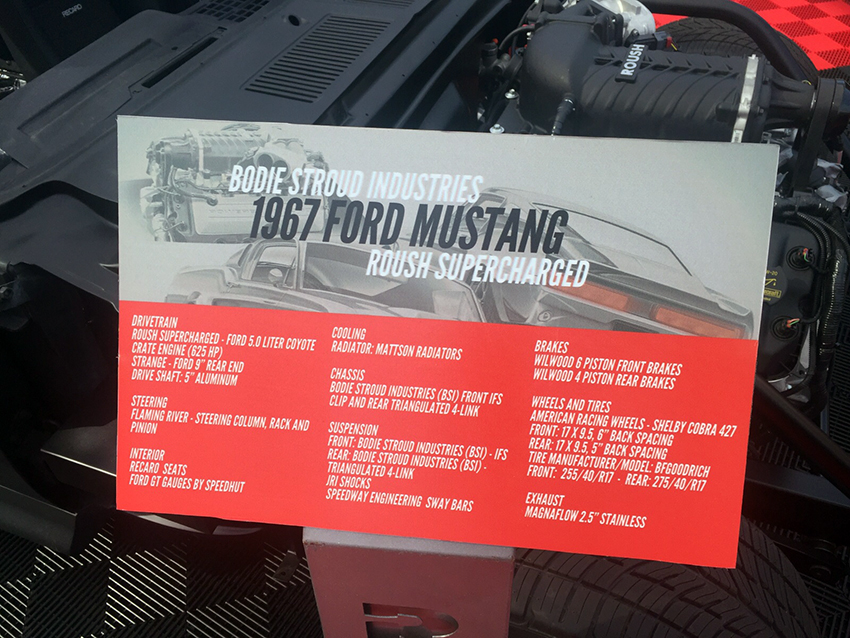 RECARO
ROUSH
BODIE STROUD INDUSTRIES
1967 FORD MUSTANG
ROUSH SUPERCHARGED
DRIVETRAIN
ROUSH SUPERCHARGED - FORD 5.0 LITER COYOTE
CRATE ENGINE (625 HP)
STRANGE - FORD 9" REAR END
DRIVE SHAFT: 5" ALUMINUM
STEERING
FLAMING RIVER - STEERING COLUMN, RACK AND
PINION
INTERIOR
RECARO SEATS
FORD GT GAUGES BY SPEEDHUT
COOLING
RADIATOR: MATTSON RADIATORS
CHASSIS
BODIE STROUD INDUSTRIES (BSI) FRONT IFS
CLIP AND REAR TRIANGULATED 4-LINK
SUSPENSION
FRONT: BODIE STROUD INDUSTRIES (BSI) - IFS
REAR: BODIE STROUD INDUSTRIES (BSI) -
TRIANGULATED 4-LINK
JRI SHOCKS
SPEEDWAY ENGINEERING SWAY BARS
BRAKES
WILWOOD 6 PISTON FRONT BRAKES
WILWOOD 4 PISTON REAR BRAKES
WHEELS AND TIRES
AMERICAN RACING WHEELS - SHELBY COBRA 427
FRONT: 17 X 9.5, 6" BACK SPACING
REAR: 17 X 9.5, 5" BACK SPACING
TIRE MANUFACTURER/MODEL: BFGOODRICH
FRONT: 255/40/R17 - REAR: 275/40/R17
EXHAUST
MAGNAFLOW 2.5" STAINLESS